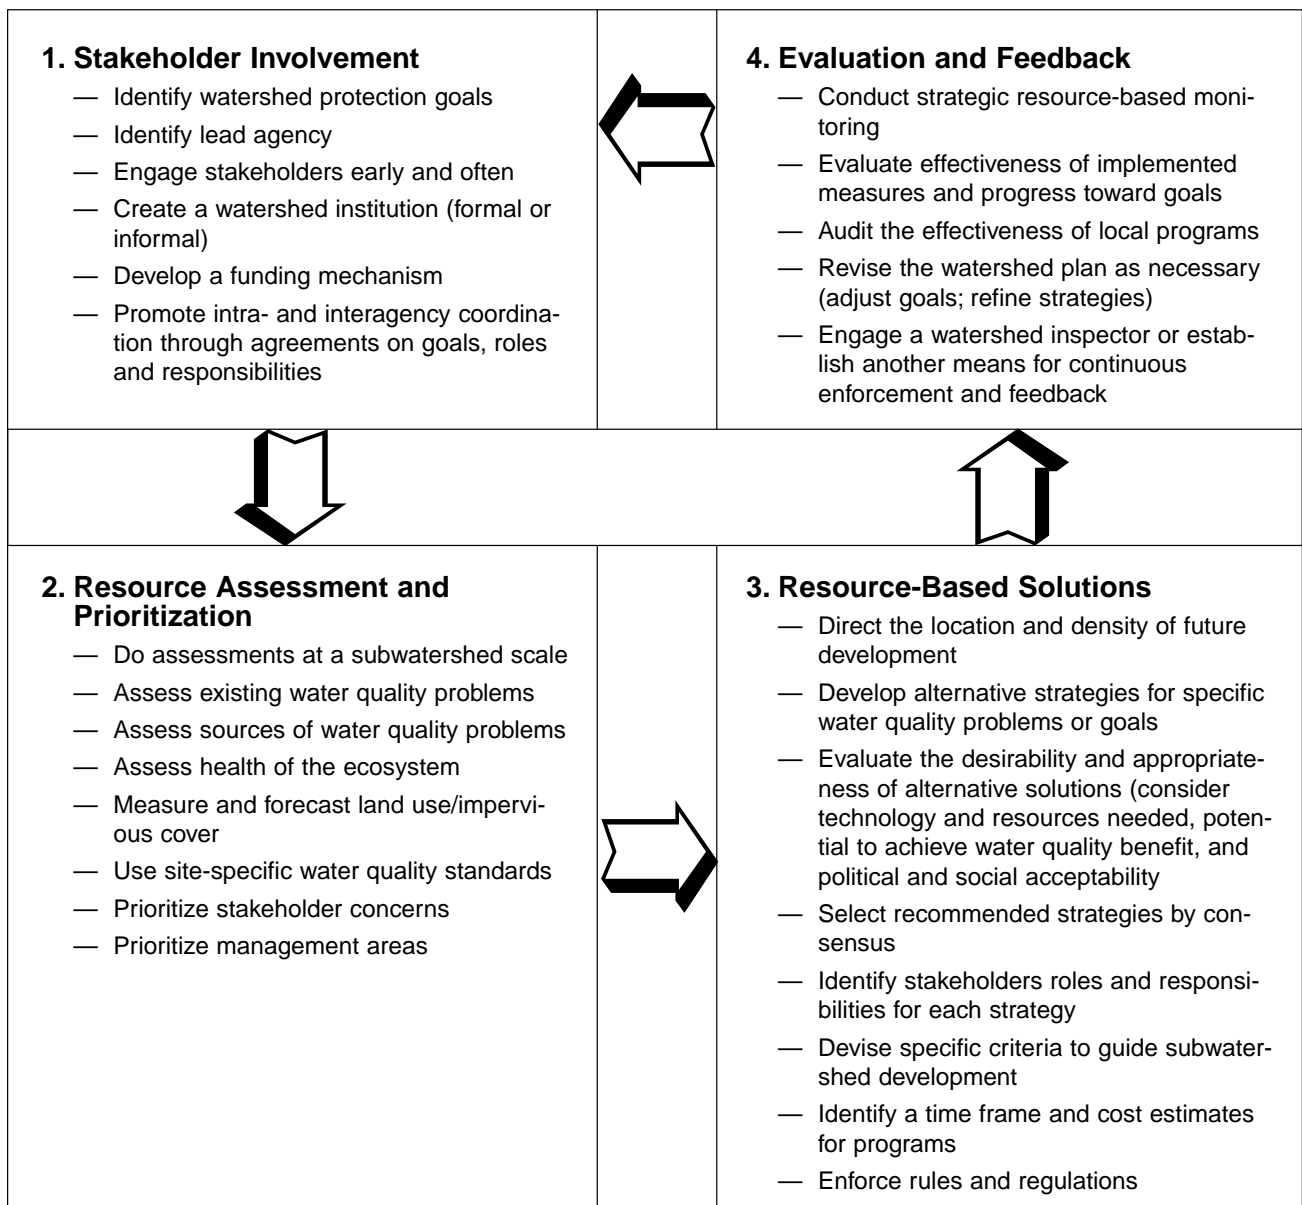 1. Stakeholder Involvement
— Identify watershed protection goals
— Identify lead agency
— Engage stakeholders early and often
— Create a watershed institution (formal or
informal)
— Develop a funding mechanism
— Promote intra- and interagency coordina-
tion through agreements on goals, roles
and responsibilities
2. Resource Assessment and
Prioritization
— Do assessments at a subwatershed scale
— Assess existing water quality problems
— Assess sources of water quality problems
— Assess health of the ecosystem
— Measure and forecast land use/impervi-
ous cover
— Use site-specific water quality standards
— Prioritize stakeholder concerns
— Prioritize management areas
3. Resource-Based Solutions
— Direct the location and density of future
development
— Develop alternative strategies for specific
water quality problems or goals
— Evaluate the desirability and appropriate-
ness of alternative solutions (consider
technology and resources needed, poten-
tial to achieve water quality benefit, and
political and social acceptability
— Select recommended strategies by con-
sensus
— Identify stakeholders roles and responsi-
bilities for each strategy
— Devise specific criteria to guide subwater-
shed development
— Identify a time frame and cost estimates
for programs
— Enforce rules and regulations
4. Evaluation and Feedback
— Conduct strategic resource-based moni-
toring
— Evaluate effectiveness of implemented
measures and progress toward goals
— Audit the effectiveness of local programs
— Revise the watershed plan as necessary
(adjust goals; refine strategies)
— Engage a watershed inspector or estab-
lish another means for continuous
enforcement and feedback